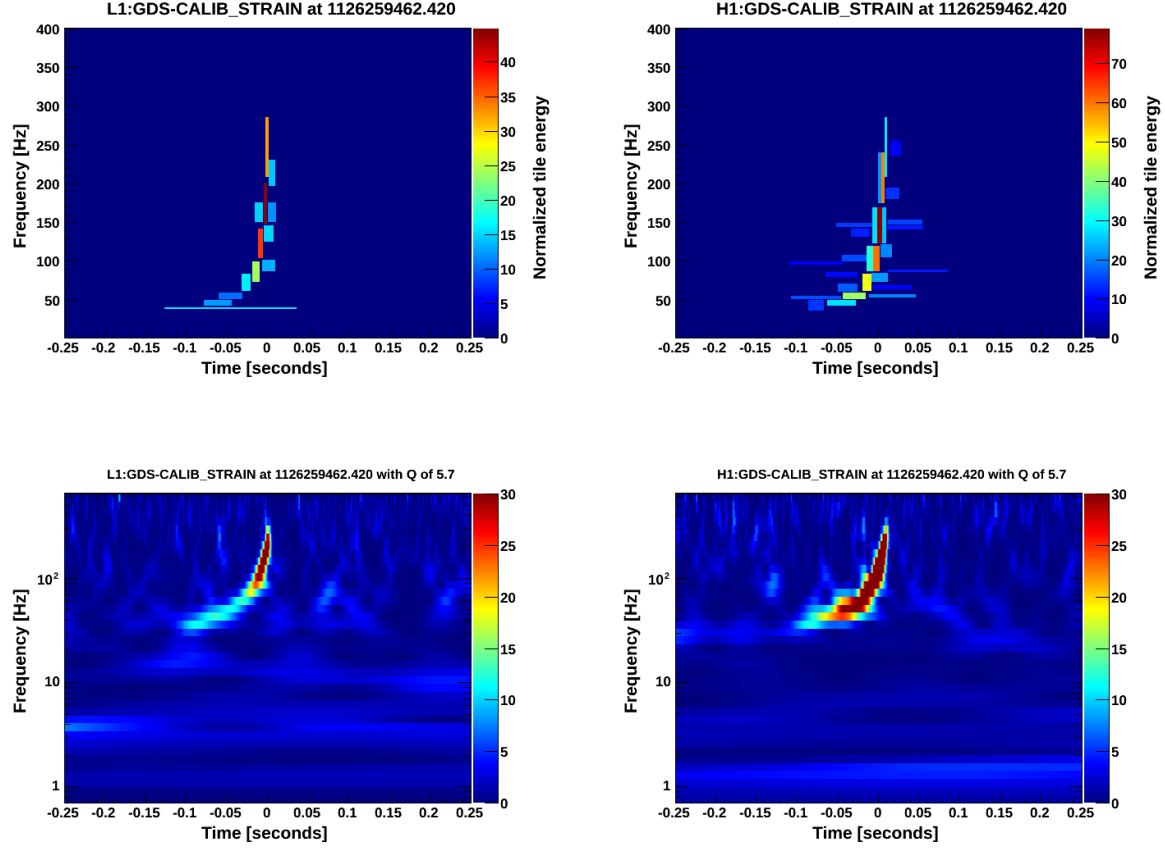 L1:GDS-CALIB_STRAIN at 1126259462.420
400
350
300
250
200
150
100
50
Frequency [Hz]
-0.25 -0.2 -0.15 -0.1 -0.05 0 0.05 0.1 0.15 0.2 0.25
Time [seconds]
40
35
30
25
20
15
10
5
0
Normalized tile energy
H1:GDS-CALIB_STRAIN at 1126259462.420
400
350
300
250
200
150
100
50
Frequency [Hz]
-0.25 -0.2 -0.15 -0.1 -0.05 0 0.05 0.1 0.15 0.2 0.25
Time [seconds]
70
60
50
40
30
20
10
0
Normalized tile energy
L1:GDS-CALIB_STRAIN at 1126259462.420 with Q of 5.7
10²
10
1
Frequency [Hz]
-0.25 -0.2 -0.15 -0.1 -0.05 0 0.05 0.1 0.15 0.2 0.25
Time [seconds]
30
25
20
15
10
5
0
H1:GDS-CALIB_STRAIN at 1126259462.420 with Q of 5.7
10²
10
1
Frequency [Hz]
-0.25 -0.2 -0.15 -0.1 -0.05 0 0.05 0.1 0.15 0.2 0.25
Time [seconds]
30
25
20
15
10
5
0